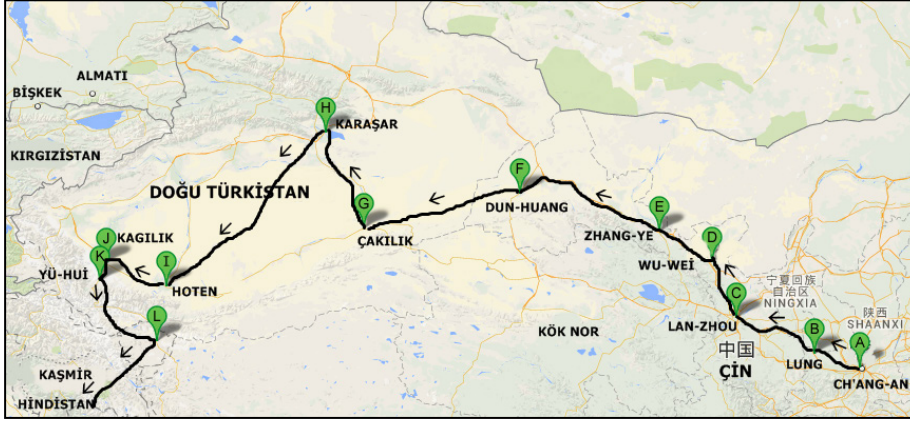 ALMATI
BİŞKEK
KIRGIZİSTAN
H
KARAŞAR
DOĞU TÜRKİSTAN
F
DUN-HUANG
G
ÇAKILIK
E
ZHANG-YE
D
WU-WEİ
J
KAGILIK
K
YÜ-HUİ
I
HOTEN
宁夏回族
自治区
NINGXIA
陕西
SHAANXI
C
LAN-ZHOU
B
LUNG
A
CH'ANG-AN
L
KÖK NOR
中国
ÇİN
KAŞMİR
HİNDİSTAN